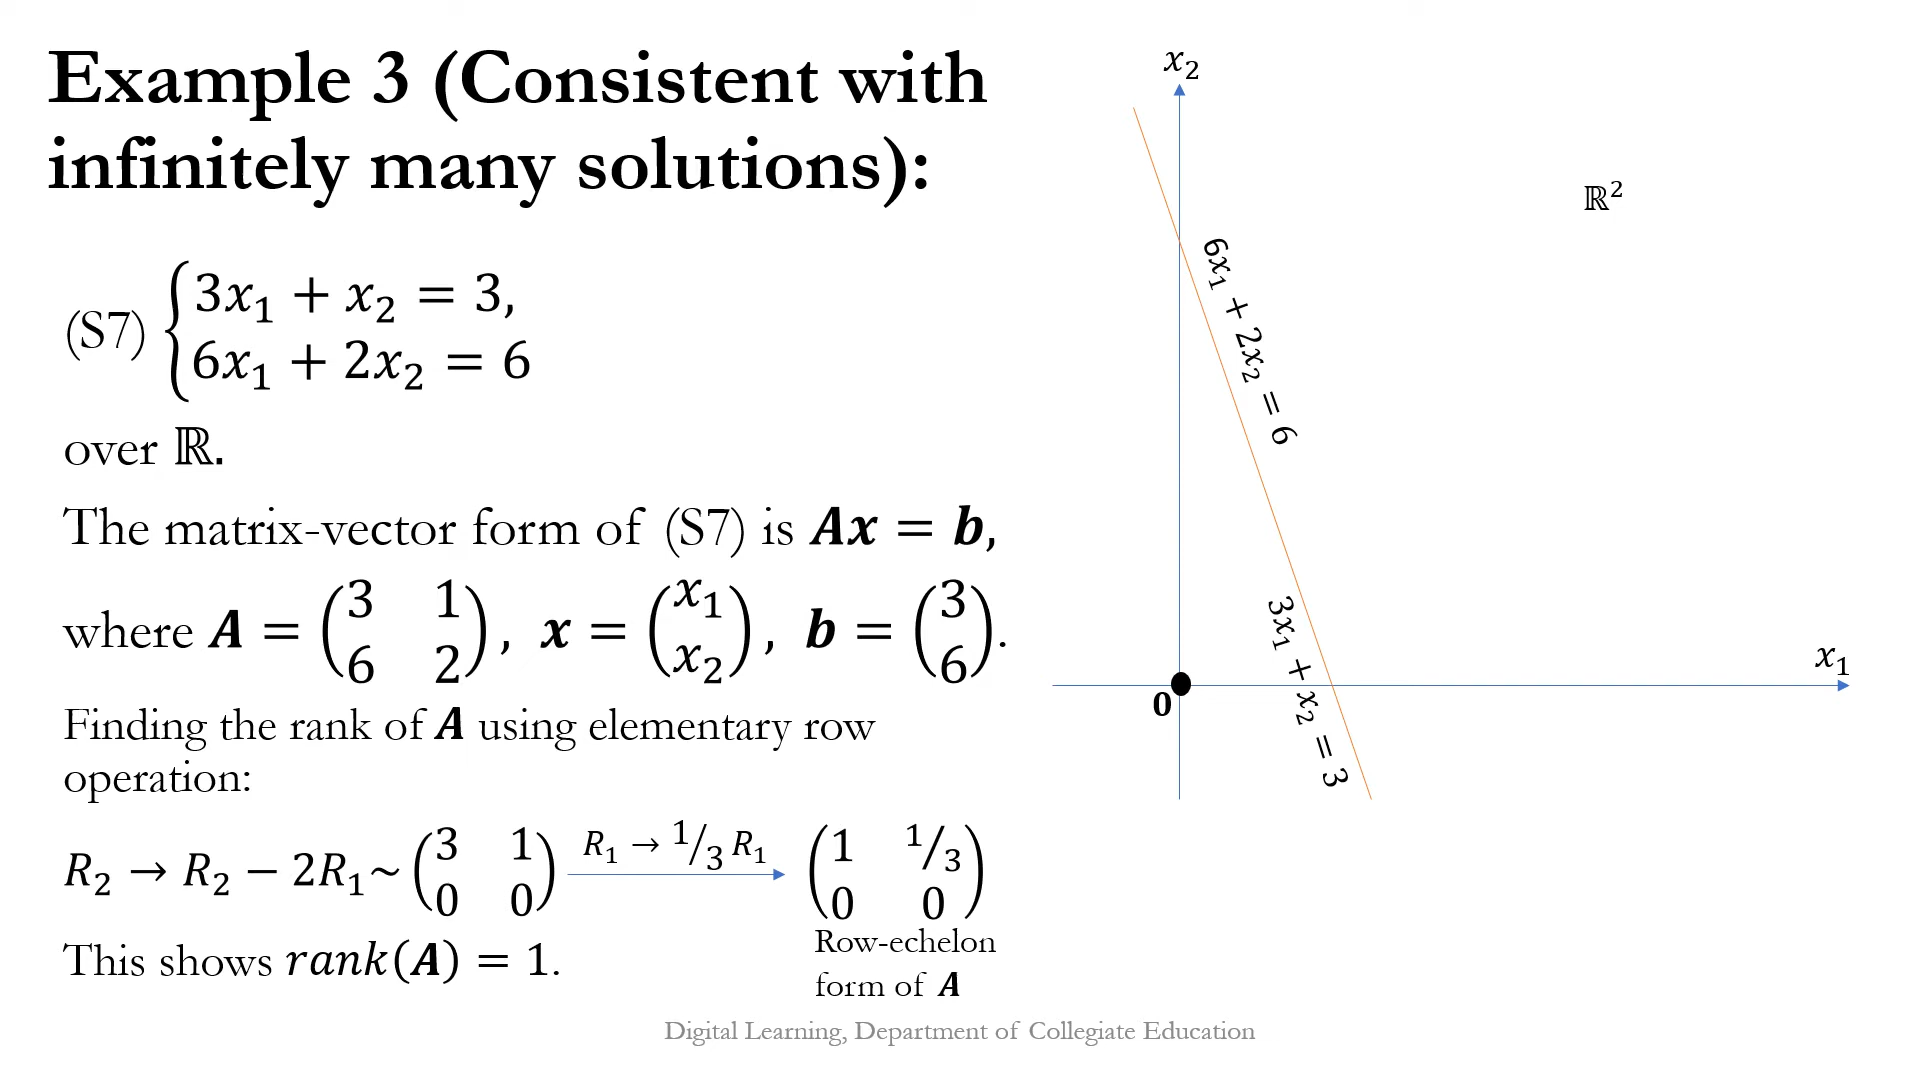 Example 3 (Consistent with
infinitely many solutions):
(S7) {3x₁ + x₂ = 3,
6x₁ + 2x₂ = 6
over ℝ.
The matrix-vector form of (S7) is 𝑨𝒙 = 𝒃,
where 𝑨 = (3 1; 6 2), 𝒙 = (x₁; x₂), 𝒃 = (3; 6).
Finding the rank of 𝑨 using elementary row
operation:
R₂ → R₂ − 2R₁~ (3 1; 0 0) R₁ → 1/3 R₁ (1 1/3; 0 0)
Row-echelon
form of 𝑨
This shows rank(𝑨) = 1.
x₂
ℝ²
6x₁ + 2x₂ = 6
3x₁ + x₂ = 3
x₁
0
Digital Learning, Department of Collegiate Education